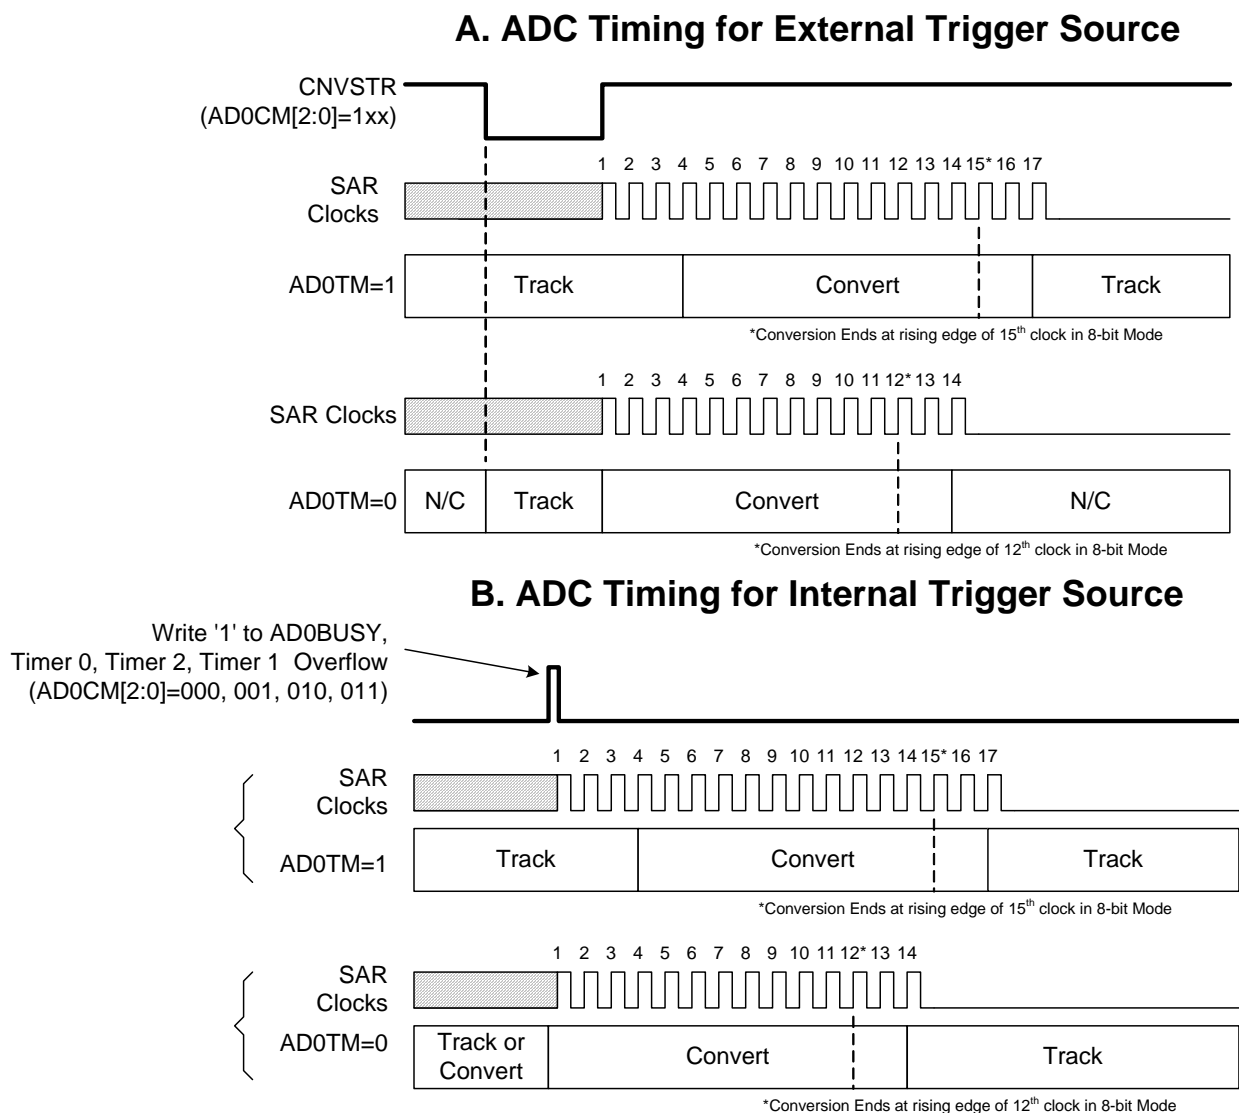 A. ADC Timing for External Trigger Source
CNVSTR
(AD0CM[2:0]=1xx)
1 2 3 4 5 6 7 8 9 10 11 12 13 14 15* 16 17
SAR
Clocks
AD0TM=1
Track
Convert
Track
*Conversion Ends at rising edge of 15th clock in 8-bit Mode
1 2 3 4 5 6 7 8 9 10 11 12* 13 14
SAR Clocks
AD0TM=0
N/C
Track
Convert
N/C
*Conversion Ends at rising edge of 12th clock in 8-bit Mode
B. ADC Timing for Internal Trigger Source
Write '1' to AD0BUSY,
Timer 0, Timer 2, Timer 1 Overflow
(AD0CM[2:0]=000, 001, 010, 011)
1 2 3 4 5 6 7 8 9 10 11 12 13 14 15* 16 17
SAR
Clocks
AD0TM=1
Track
Convert
Track
*Conversion Ends at rising edge of 15th clock in 8-bit Mode
1 2 3 4 5 6 7 8 9 10 11 12* 13 14
SAR
Clocks
AD0TM=0
Track or
Convert
Convert
Track
*Conversion Ends at rising edge of 12th clock in 8-bit Mode